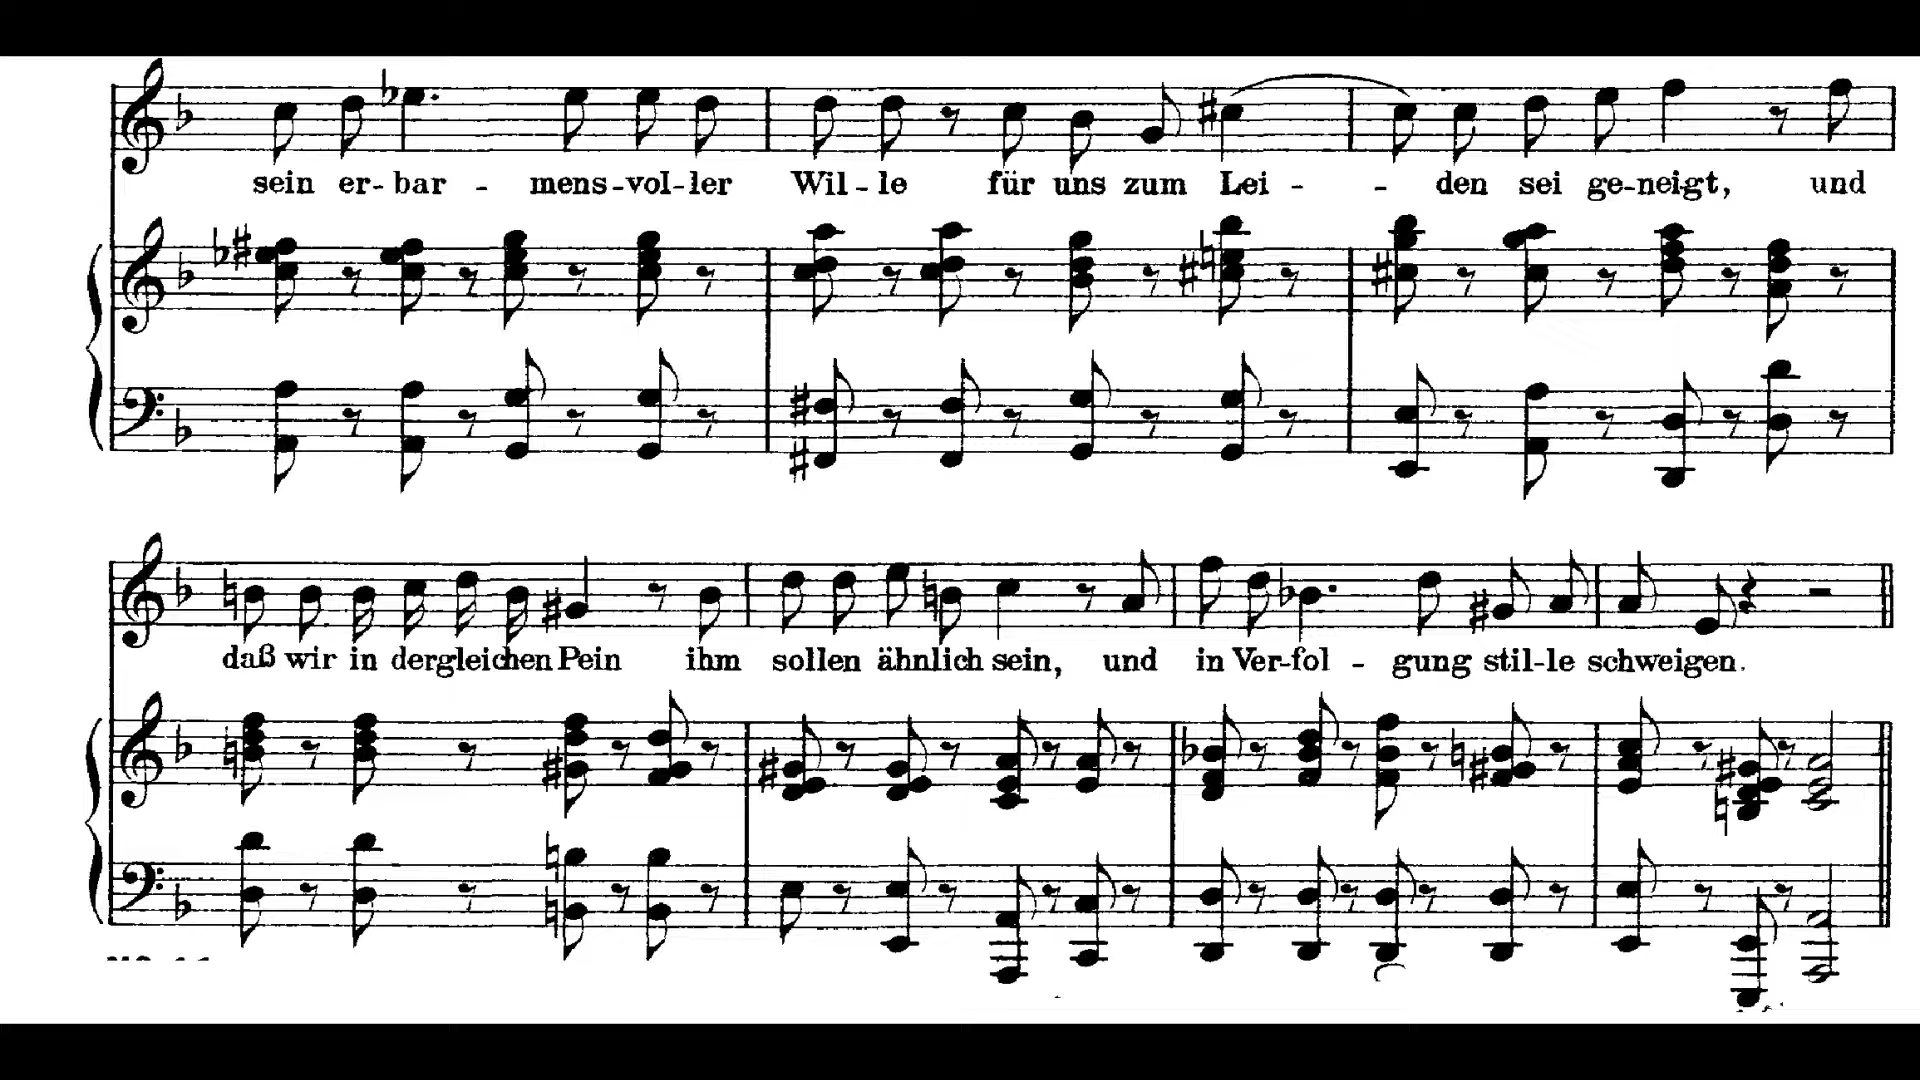 sein er-bar - mens-vol-ler Wil-le für uns zum Lei - - den sei ge-neigt, und
daß wir in dergleichen Pein ihm sollen ähnlich sein, und in Ver-fol - gung stil-le schweigen.